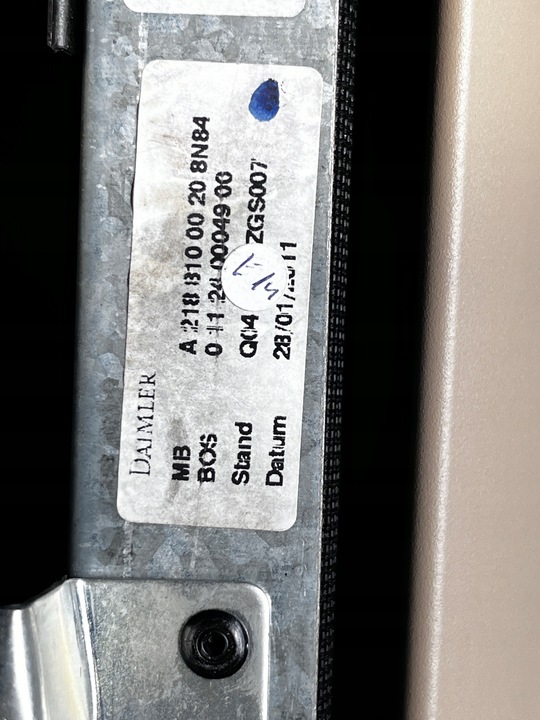 DAIMLER
MB A 218 810 00 20 8N84
BOS 0 11 24 00049 00
Stand Q04 ZGS007
Datum 28/01/2011